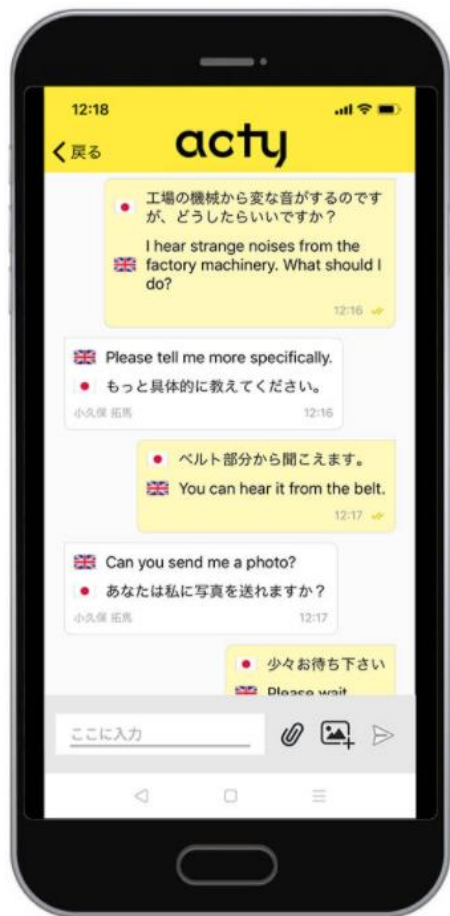 12:18
戻る
acty
工場の機械から変な音がするのです
が、どうしたらいいですか？
I hear strange noises from the
factory machinery. What should I
do?
12:16
Please tell me more specifically.
もっと具体的に教えてください。
小久保 拓馬 12:16
ベルト部分から聞こえます。
You can hear it from the belt.
12:17
Can you send me a photo?
あなたは私に写真を送れますか？
小久保 拓馬 12:17
少々お待ち下さい
Please wait
ここに入力